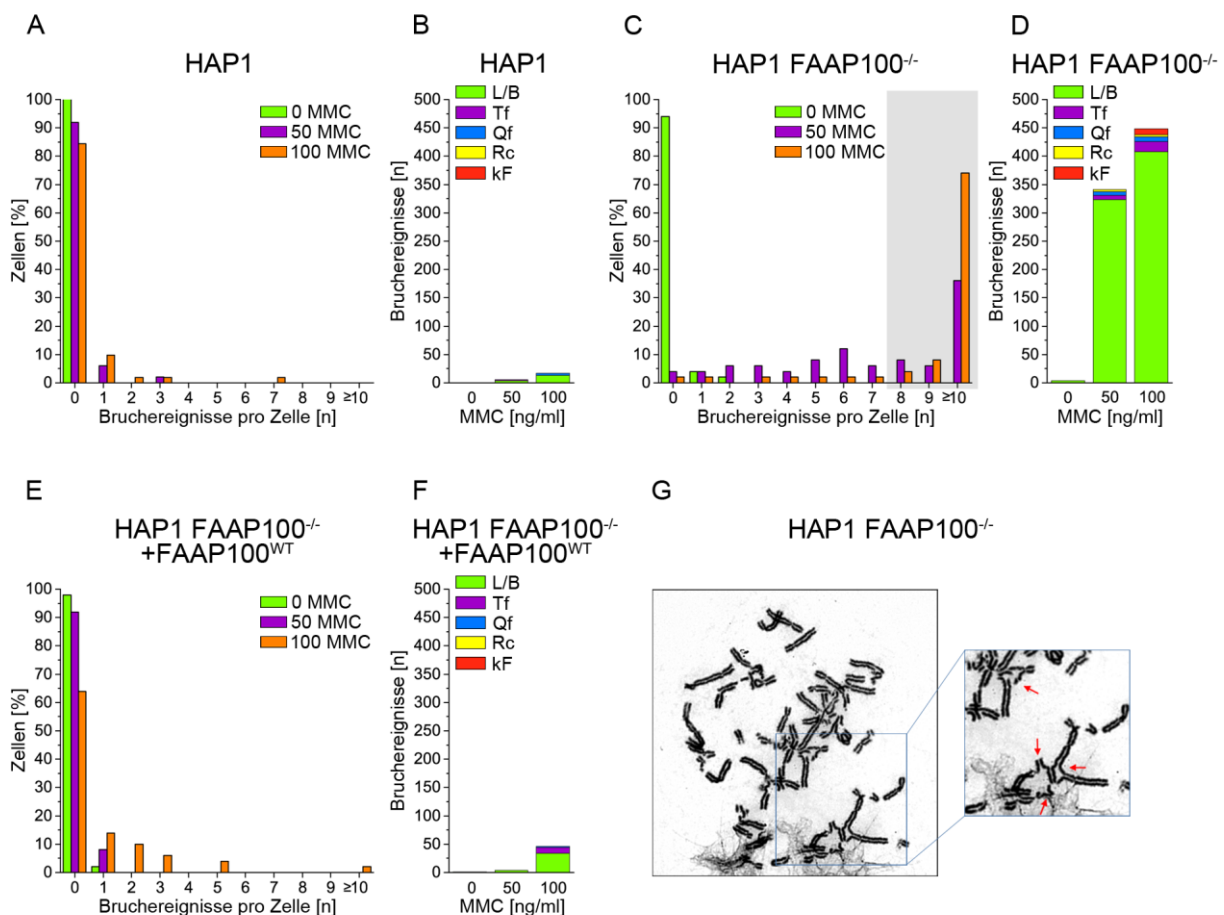 A
HAP1
100
90
80
70
60
50
40
30
20
10
0
Zellen [%]
0 MMC
50 MMC
100 MMC
0 1 2 3 4 5 6 7 8 9 ≥10
Bruchereignisse pro Zelle [n]
B
HAP1
500
450
400
350
300
250
200
150
100
50
0
Bruchereignisse [n]
L/B
Tf
Qf
Rc
kF
0 50 100
MMC [ng/ml]
C
HAP1 FAAP100-/-
100
90
80
70
60
50
40
30
20
10
0
Zellen [%]
0 MMC
50 MMC
100 MMC
0 1 2 3 4 5 6 7 8 9 ≥10
Bruchereignisse pro Zelle [n]
D
HAP1 FAAP100-/-
500
450
400
350
300
250
200
150
100
50
0
Bruchereignisse [n]
L/B
Tf
Qf
Rc
kF
0 50 100
MMC [ng/ml]
E
HAP1 FAAP100-/-
+FAAP100WT
100
90
80
70
60
50
40
30
20
10
0
Zellen [%]
0 MMC
50 MMC
100 MMC
0 1 2 3 4 5 6 7 8 9 ≥10
Bruchereignisse pro Zelle [n]
F
HAP1 FAAP100-/-
+FAAP100WT
500
450
400
350
300
250
200
150
100
50
0
Bruchereignisse [n]
L/B
Tf
Qf
Rc
kF
0 50 100
MMC [ng/ml]
G
HAP1 FAAP100-/-